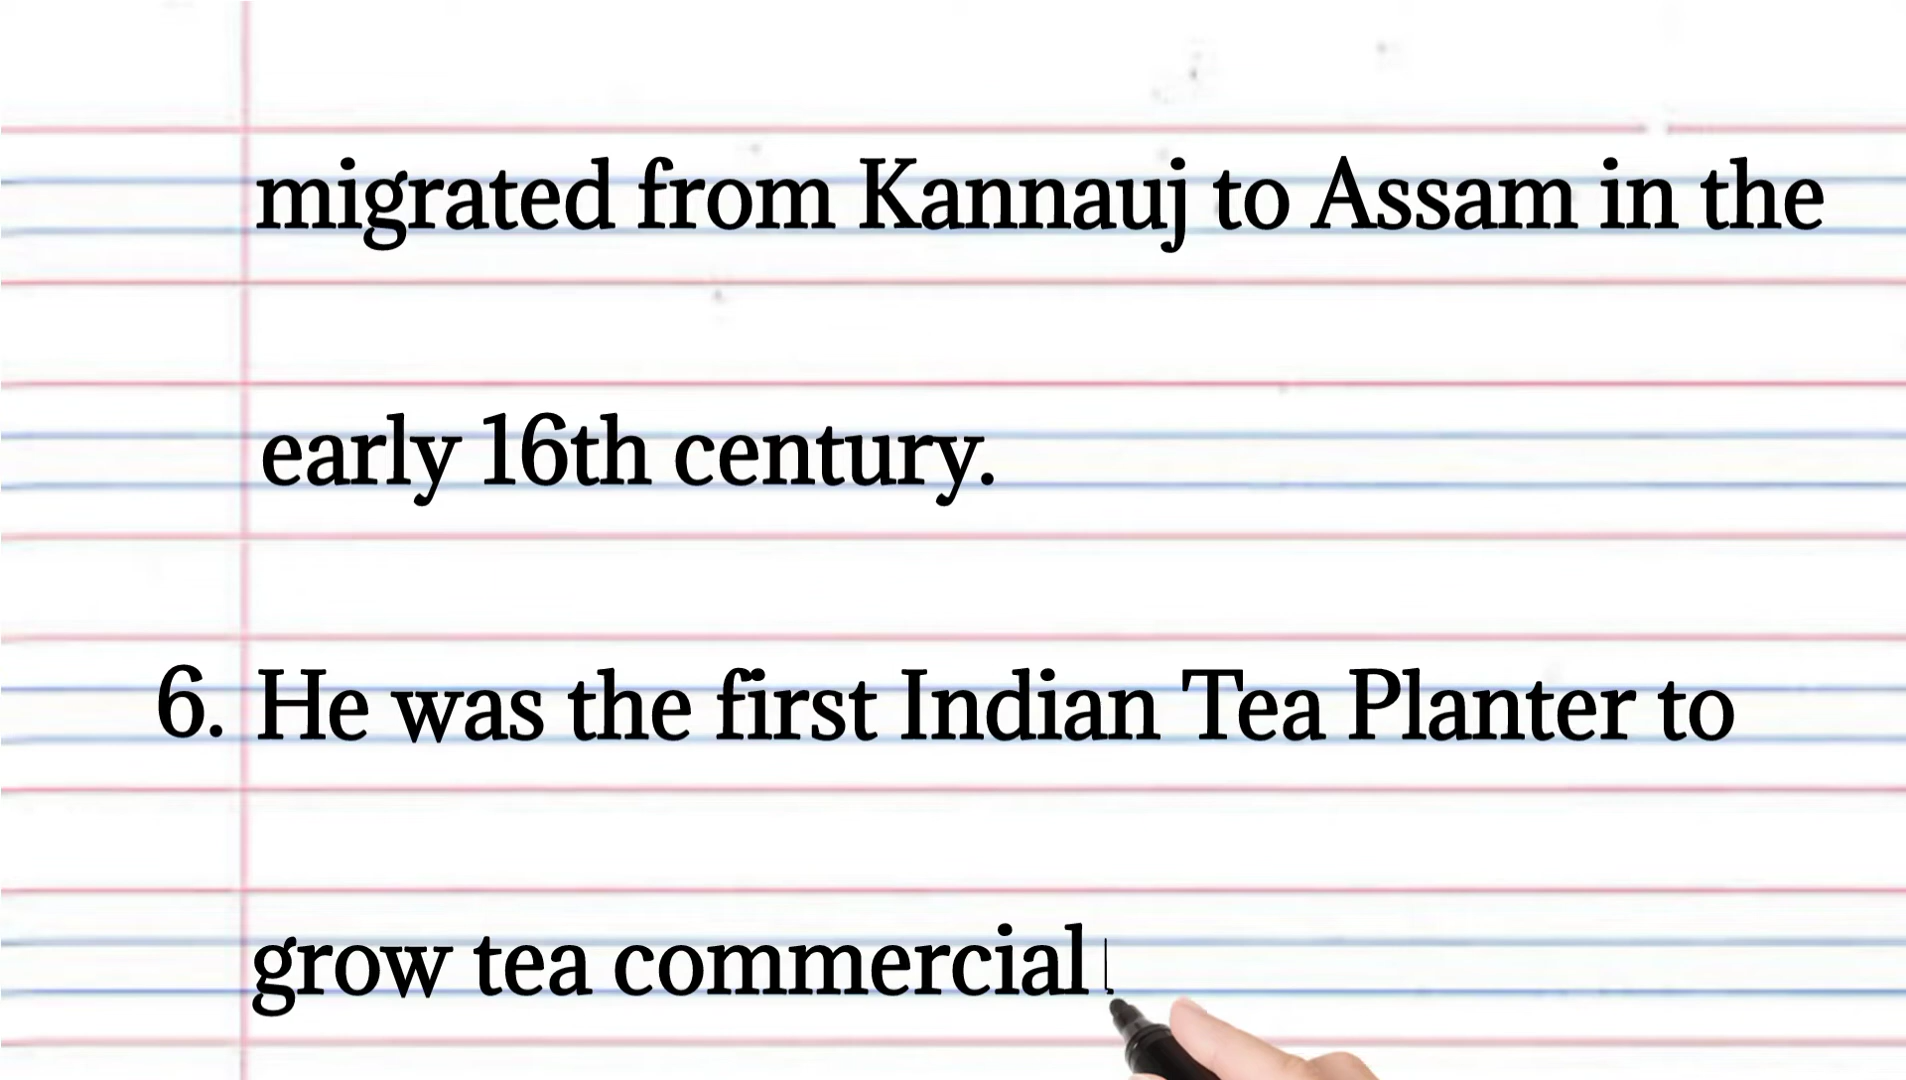 migrated from Kannauj to Assam in the
early 16th century.
6. He was the first Indian Tea Planter to
grow tea commercial